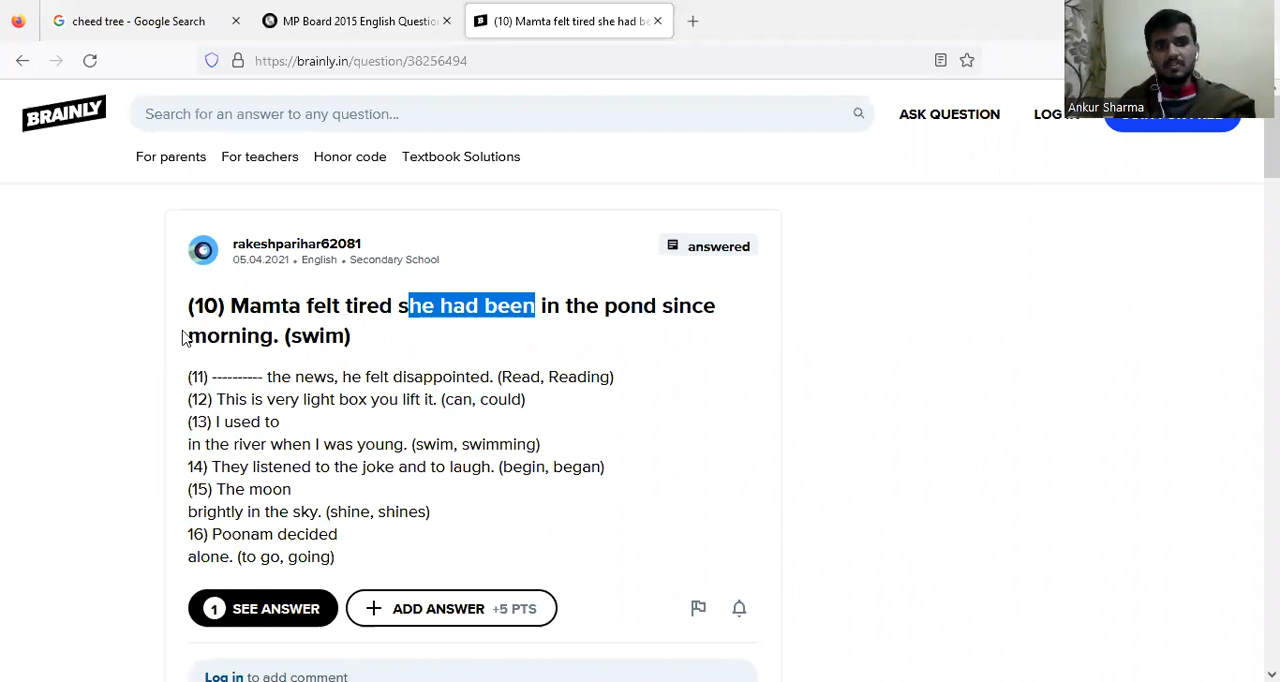 cheed tree - Google Search
MP Board 2015 English Questio
(10) Mamta felt tired she had be
https://brainly.in/question/38256494
Ankur Sharma
BRAINLY
Search for an answer to any question...
ASK QUESTION
LOG IN
For parents For teachers Honor code Textbook Solutions
rakeshparihar62081
answered
05.04.2021 • English • Secondary School
(10) Mamta felt tired she had been in the pond since
morning. (swim)
(11) ---------- the news, he felt disappointed. (Read, Reading)
(12) This is very light box you lift it. (can, could)
(13) I used to
in the river when I was young. (swim, swimming)
14) They listened to the joke and to laugh. (begin, began)
(15) The moon
brightly in the sky. (shine, shines)
16) Poonam decided
alone. (to go, going)
1 SEE ANSWER
+ ADD ANSWER +5 PTS
Log in to add comment